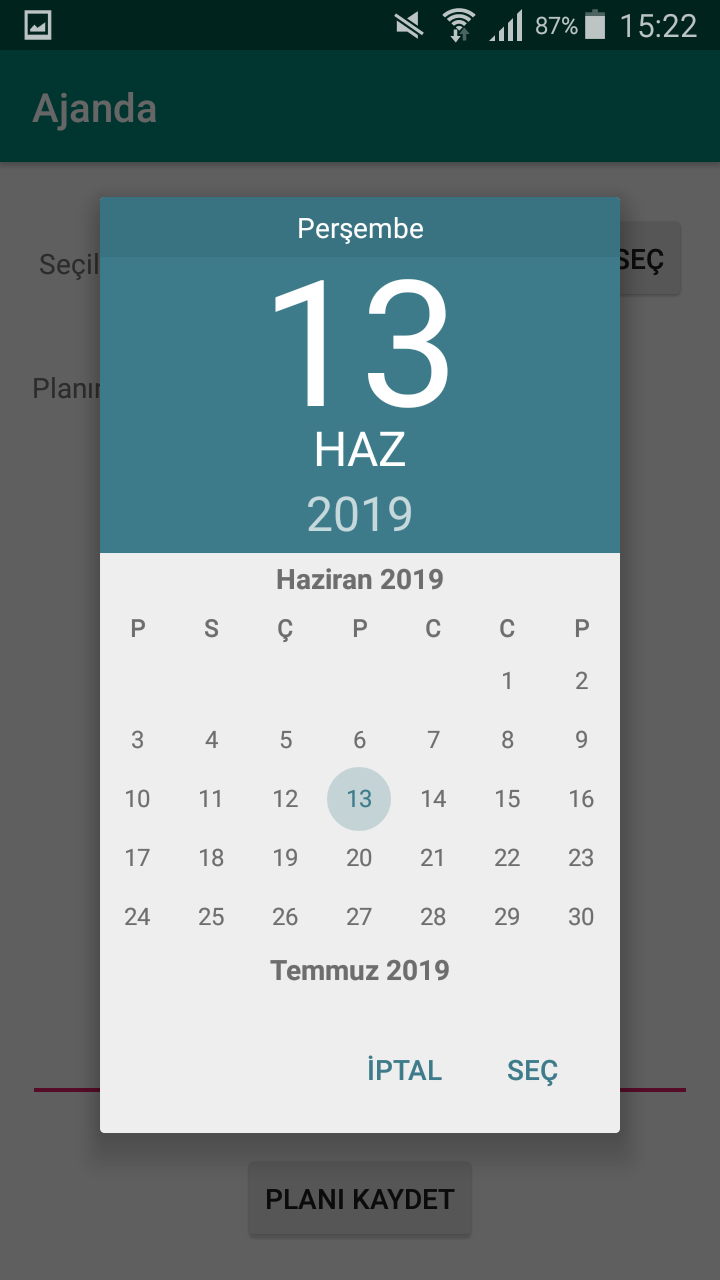 87% 15:22
Ajanda
Perşembe
SEÇ
13
HAZ
2019
Haziran 2019
P S Ç P C C P
1 2
3 4 5 6 7 8 9
10 11 12 13 14 15 16
17 18 19 20 21 22 23
24 25 26 27 28 29 30
Temmuz 2019
İPTAL SEÇ
PLANI KAYDET